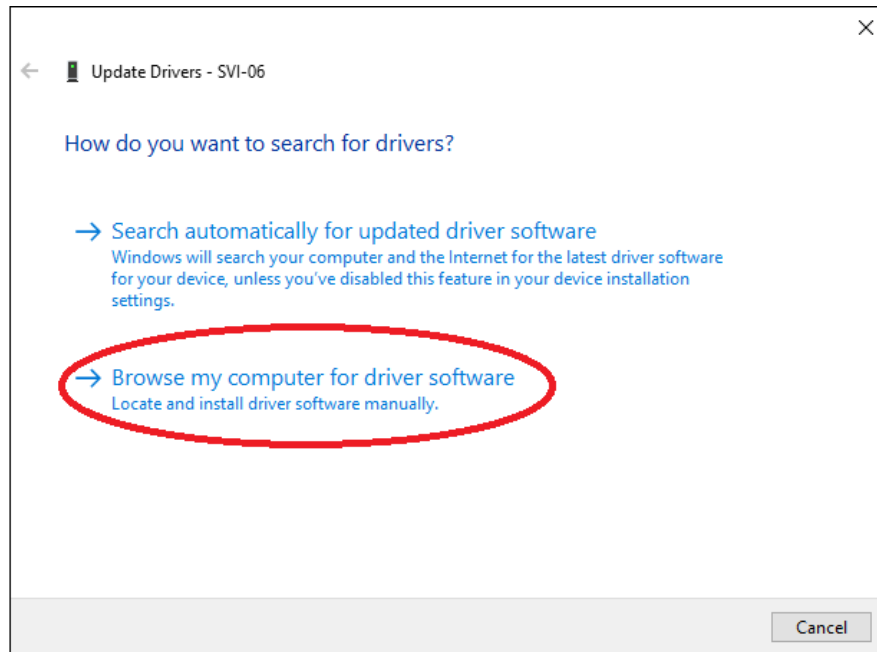 Update Drivers - SVI-06
How do you want to search for drivers?
Search automatically for updated driver software
Windows will search your computer and the Internet for the latest driver software
for your device, unless you've disabled this feature in your device installation
settings.
Browse my computer for driver software
Locate and install driver software manually.
Cancel